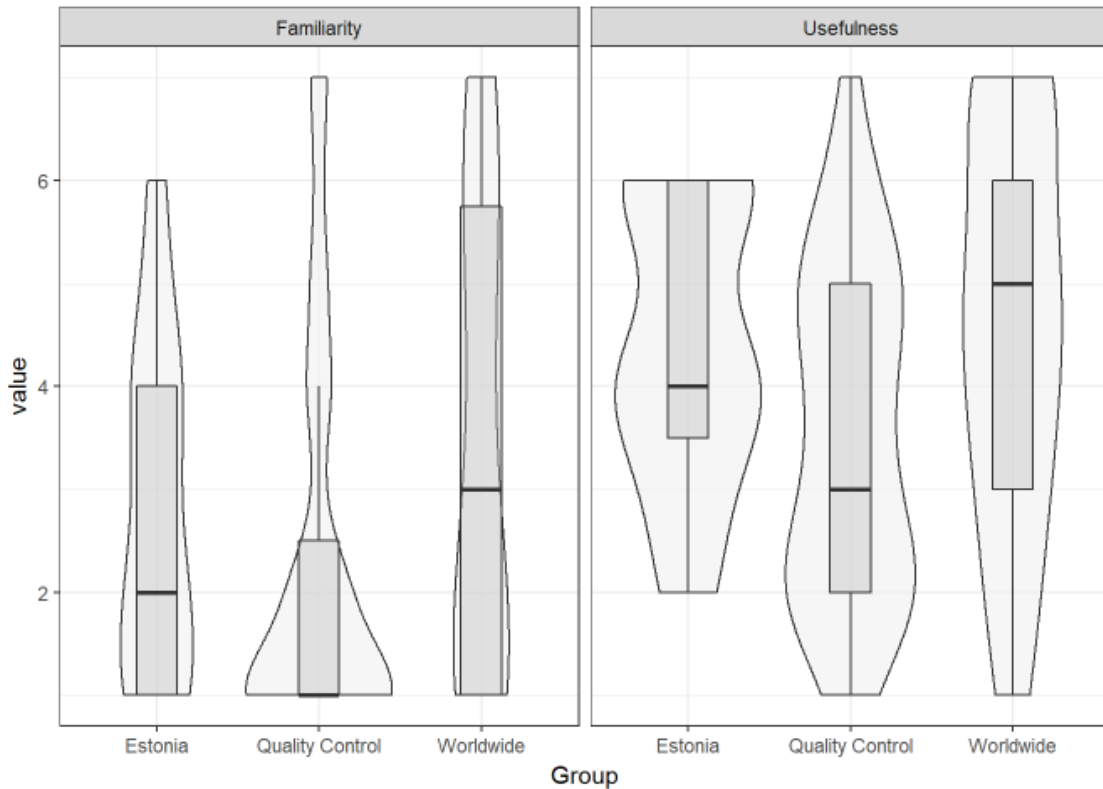 Familiarity
Usefulness
value
6
4
2
Estonia
Quality Control
Worldwide
Estonia
Quality Control
Worldwide
Group